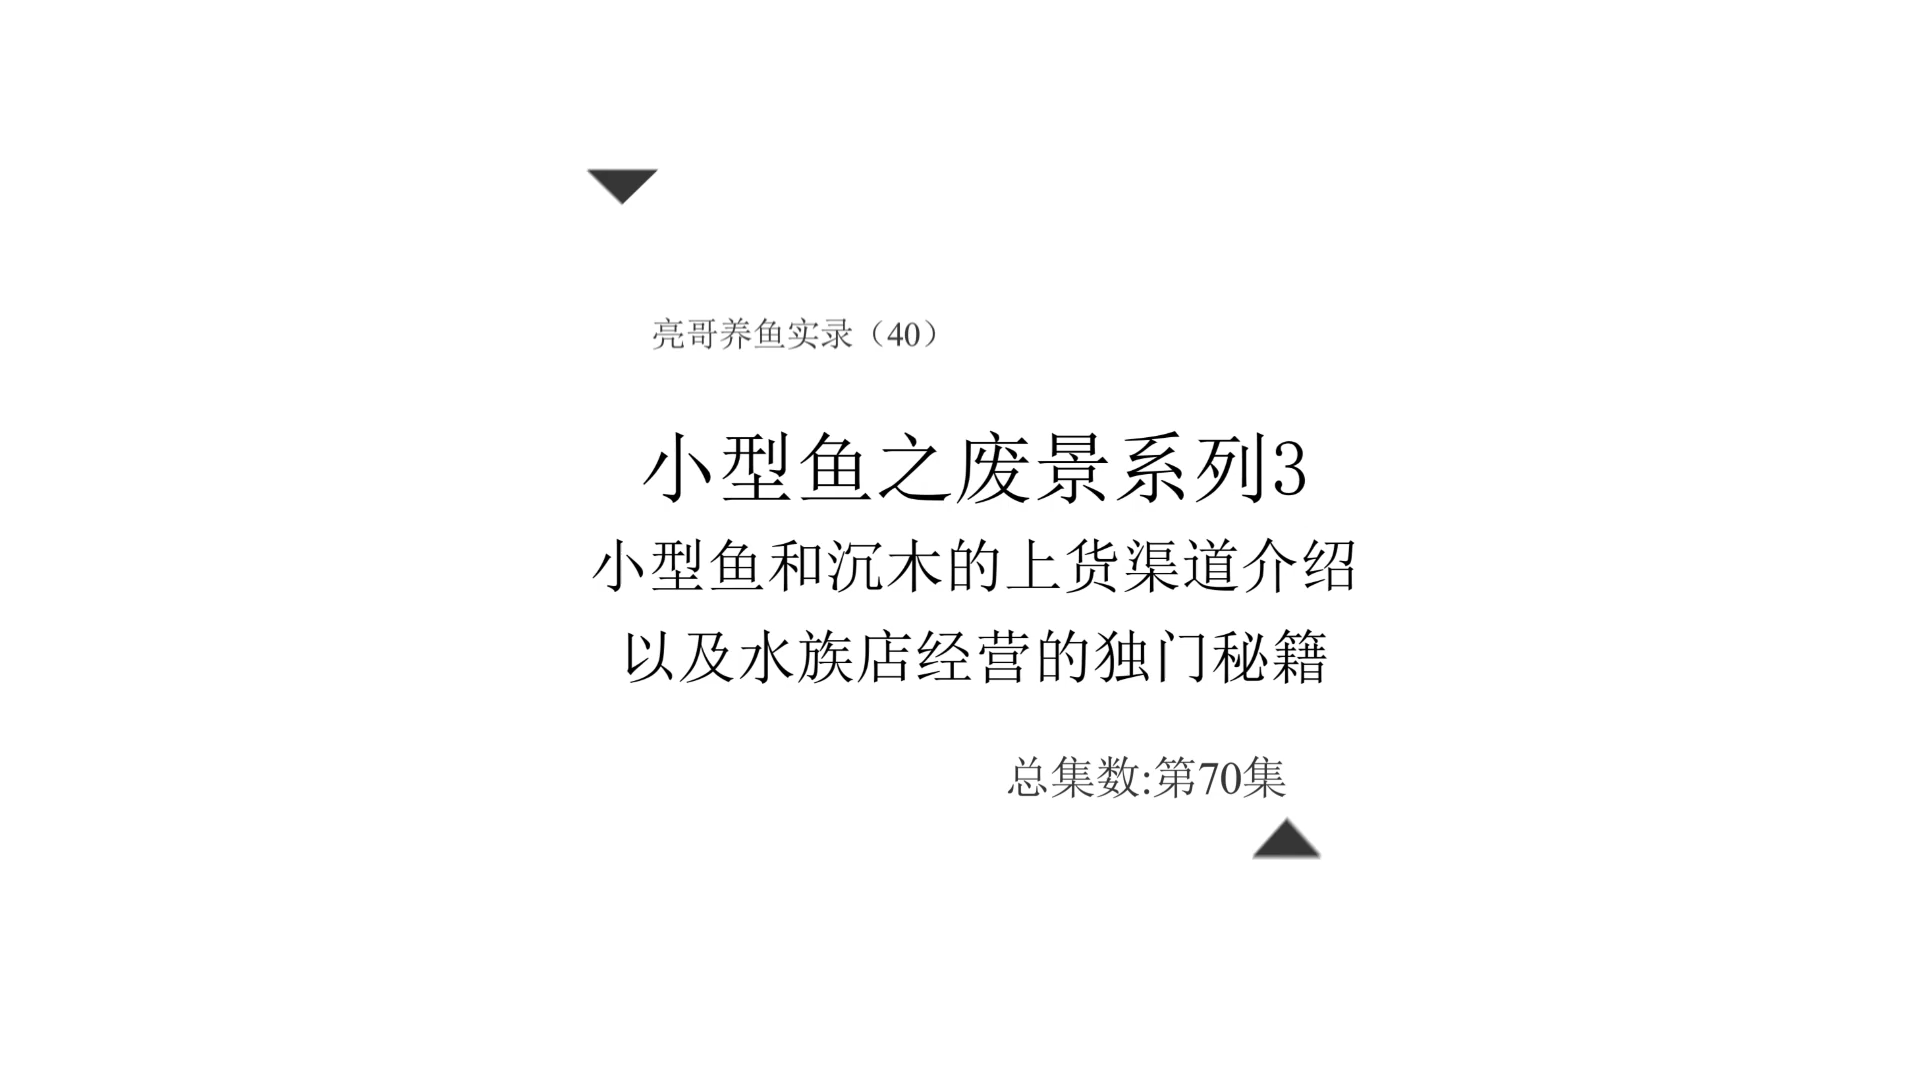 亮哥养鱼实录（40）
小型鱼之废景系列3
小型鱼和沉木的上货渠道介绍
以及水族店经营的独门秘籍
总集数:第70集